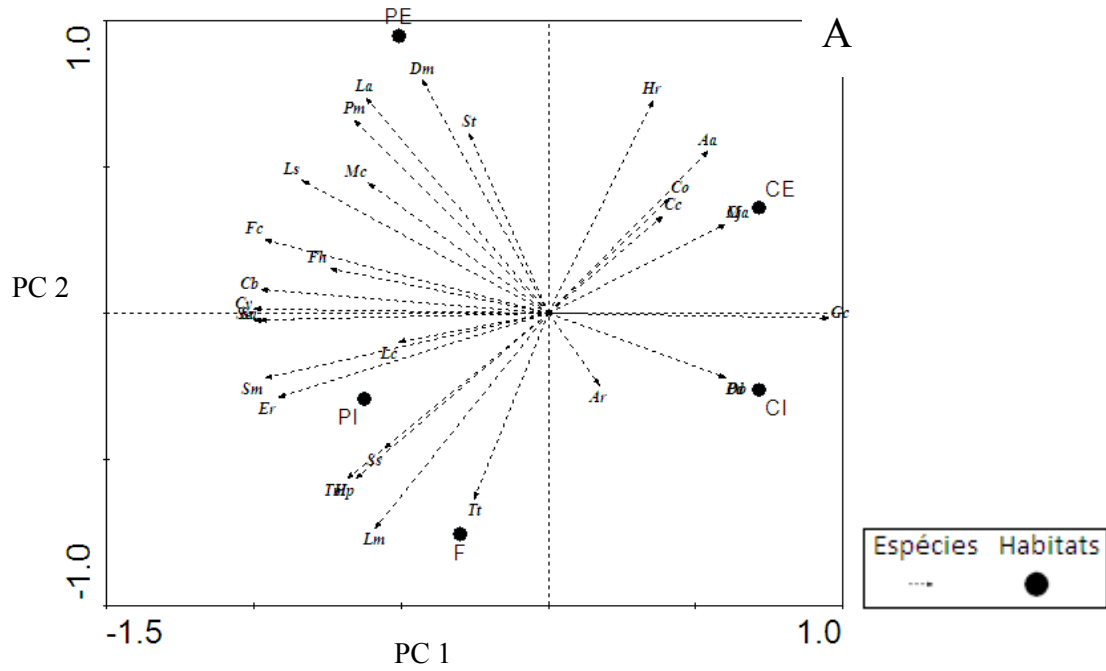 A
1.0
PE
Dm
La
Hr
Pm
St
Aa
Ls
Mc
Co
Cc
CE
Fc
Fh
Cb
PC 2
Cy
Gc
Lc
Sm
Er
Ar
PI
CI
Ss
Hp
Tt
Lm
F
-1.0
-1.5
1.0
PC 1
Espécies Habitats